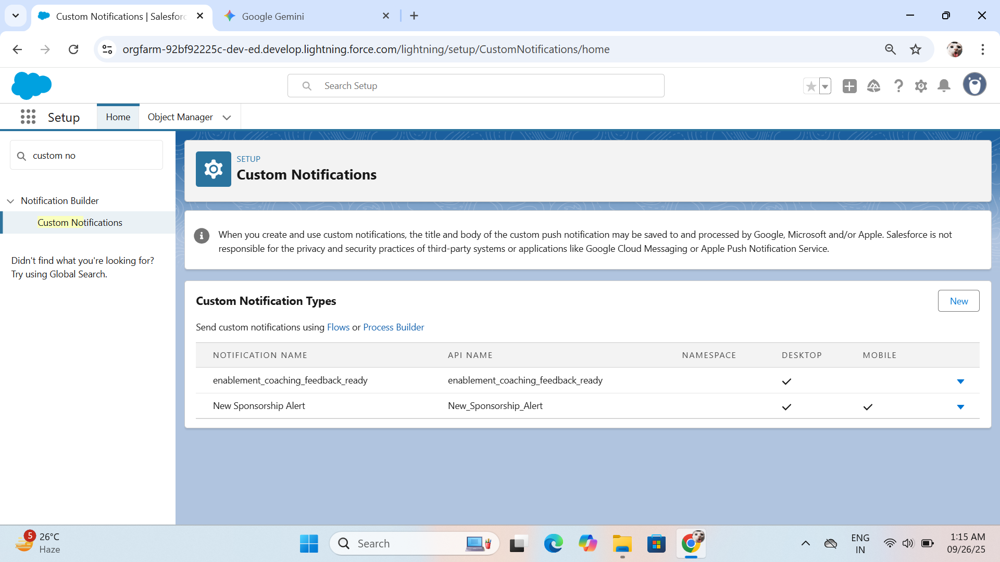 Custom Notifications | Salesforc
Google Gemini
orgfarm-92bf92225c-dev-ed.develop.lightning.force.com/lightning/setup/CustomNotifications/home
Search Setup
Setup
Home
Object Manager
custom no
Notification Builder
Custom Notifications
Didn't find what you're looking for?
Try using Global Search.
SETUP
Custom Notifications
When you create and use custom notifications, the title and body of the custom push notification may be saved to and processed by Google, Microsoft and/or Apple. Salesforce is not
responsible for the privacy and security practices of third-party systems or applications like Google Cloud Messaging or Apple Push Notification Service.
Custom Notification Types
New
Send custom notifications using Flows or Process Builder
NOTIFICATION NAME API NAME NAMESPACE DESKTOP MOBILE
enablement_coaching_feedback_ready enablement_coaching_feedback_ready
New Sponsorship Alert New_Sponsorship_Alert
5
26°C
Haze
Search
ENG
IN
1:15 AM
09/26/25